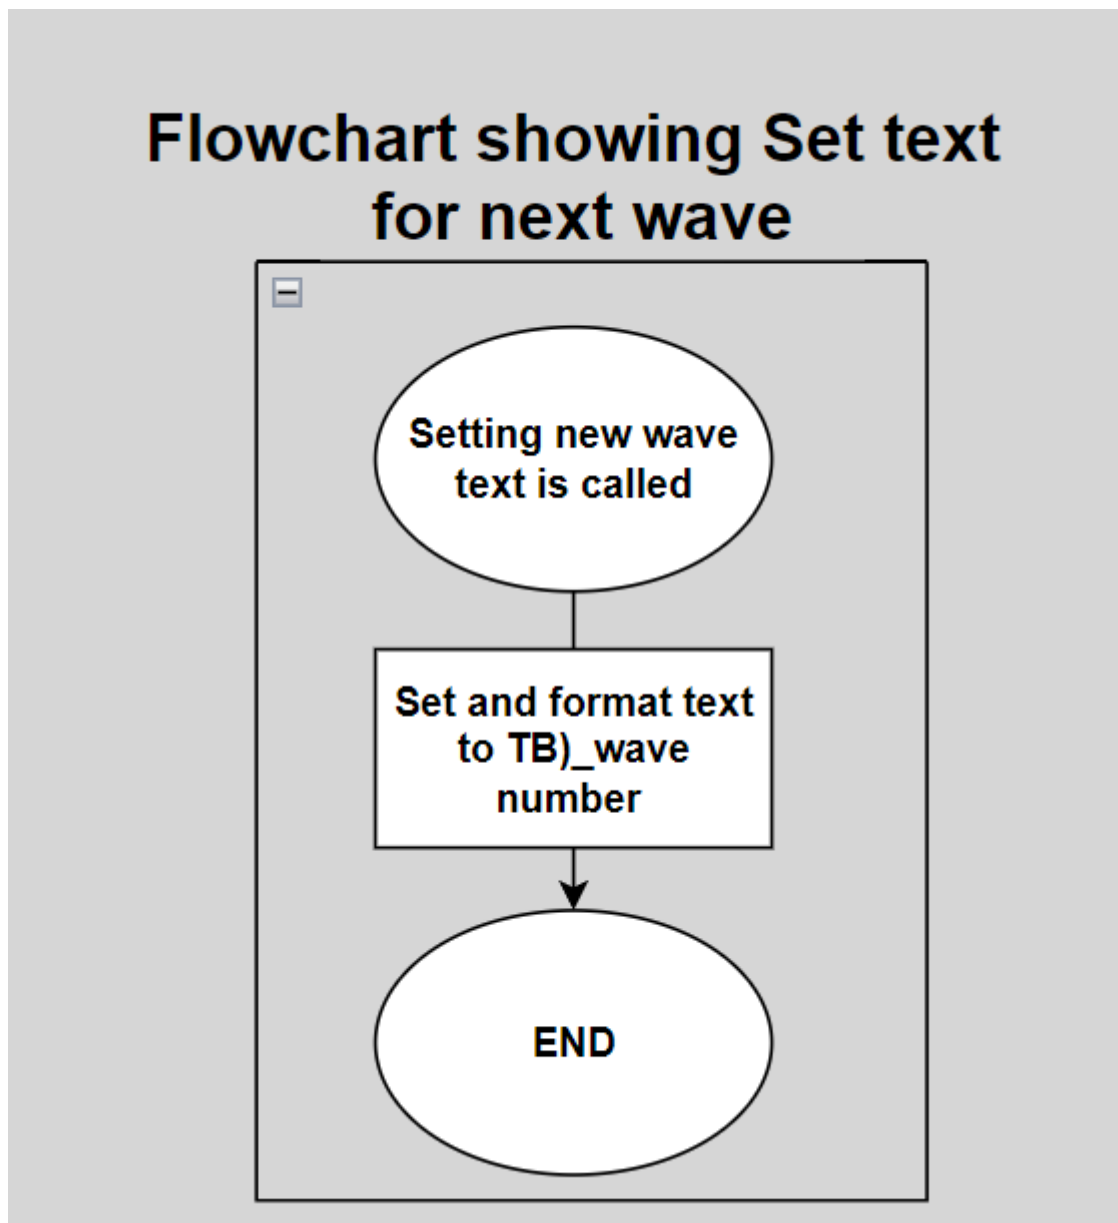 Flowchart showing Set text
for next wave
Setting new wave
text is called
Set and format text
to TB)_wave
number
END